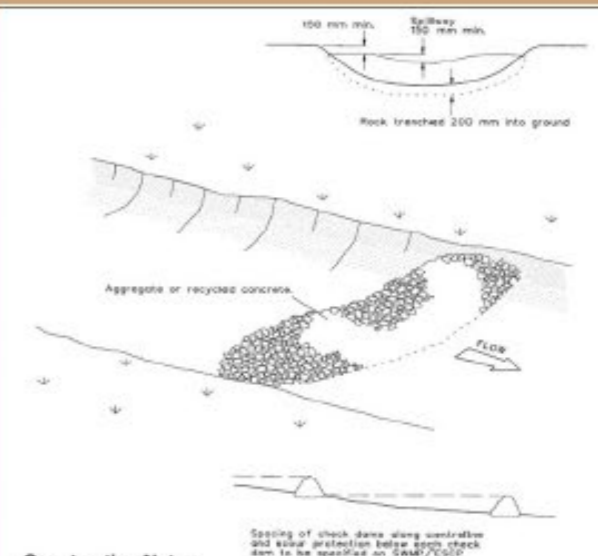 150 mm min.
Spillway
150 mm min.
Rock trenched 200 mm into ground
Aggregate or recycled concrete.
FLOW
Spacing of check dams along centreline
and scour protection below each check
dam to be specified on SWMP/ESCP
Construction Notes